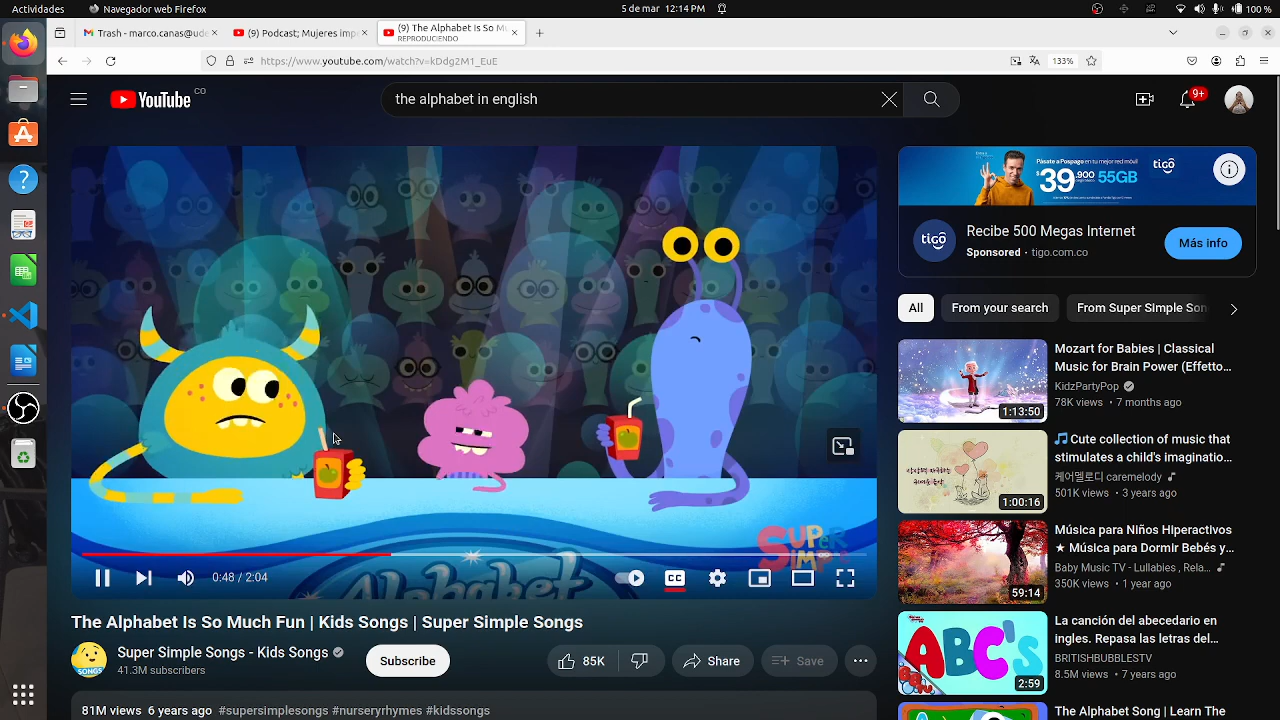 Actividades
Navegador web Firefox
5 de mar 12:14 PM
100 %
Trash - marco.canas@ude
(9) Podcast; Mujeres imp
(9) The Alphabet Is So M
REPRODUCIENDO
https://www.youtube.com/watch?v=kDdg2M1_EuE
133%
YouTube CO
the alphabet in english
9+
Pásate a Pospago en tu mejor red móvil
$39.900 55GB
tigo
tigo
Recibe 500 Megas Internet
Sponsored · tigo.com.co
Más info
All
From your search
From Super Simple Son
Mozart for Babies | Classical
Music for Brain Power (Effetto...
KidzPartyPop
78K views · 7 months ago
1:13:50
Cute collection of music that
stimulates a child's imaginatio...
케어멜로디 caremelody
501K views · 3 years ago
1:00:16
Música para Niños Hiperactivos
★ Música para Dormir Bebés y...
Baby Music TV - Lullabies , Rela...
350K views · 1 year ago
59:14
La canción del abecedario en
ingles. Repasa las letras del...
BRITISHBUBBLESTV
8.5M views · 7 years ago
ABC's
2:59
The Alphabet Song | Learn The
SUPER
SIMPLE
Alphabet
0:48 / 2:04
CC
The Alphabet Is So Much Fun | Kids Songs | Super Simple Songs
SONGS
Super Simple Songs - Kids Songs
41.3M subscribers
Subscribe
85K
Share
Save
81M views 6 years ago #supersimplesongs #nurseryrhymes #kidssongs